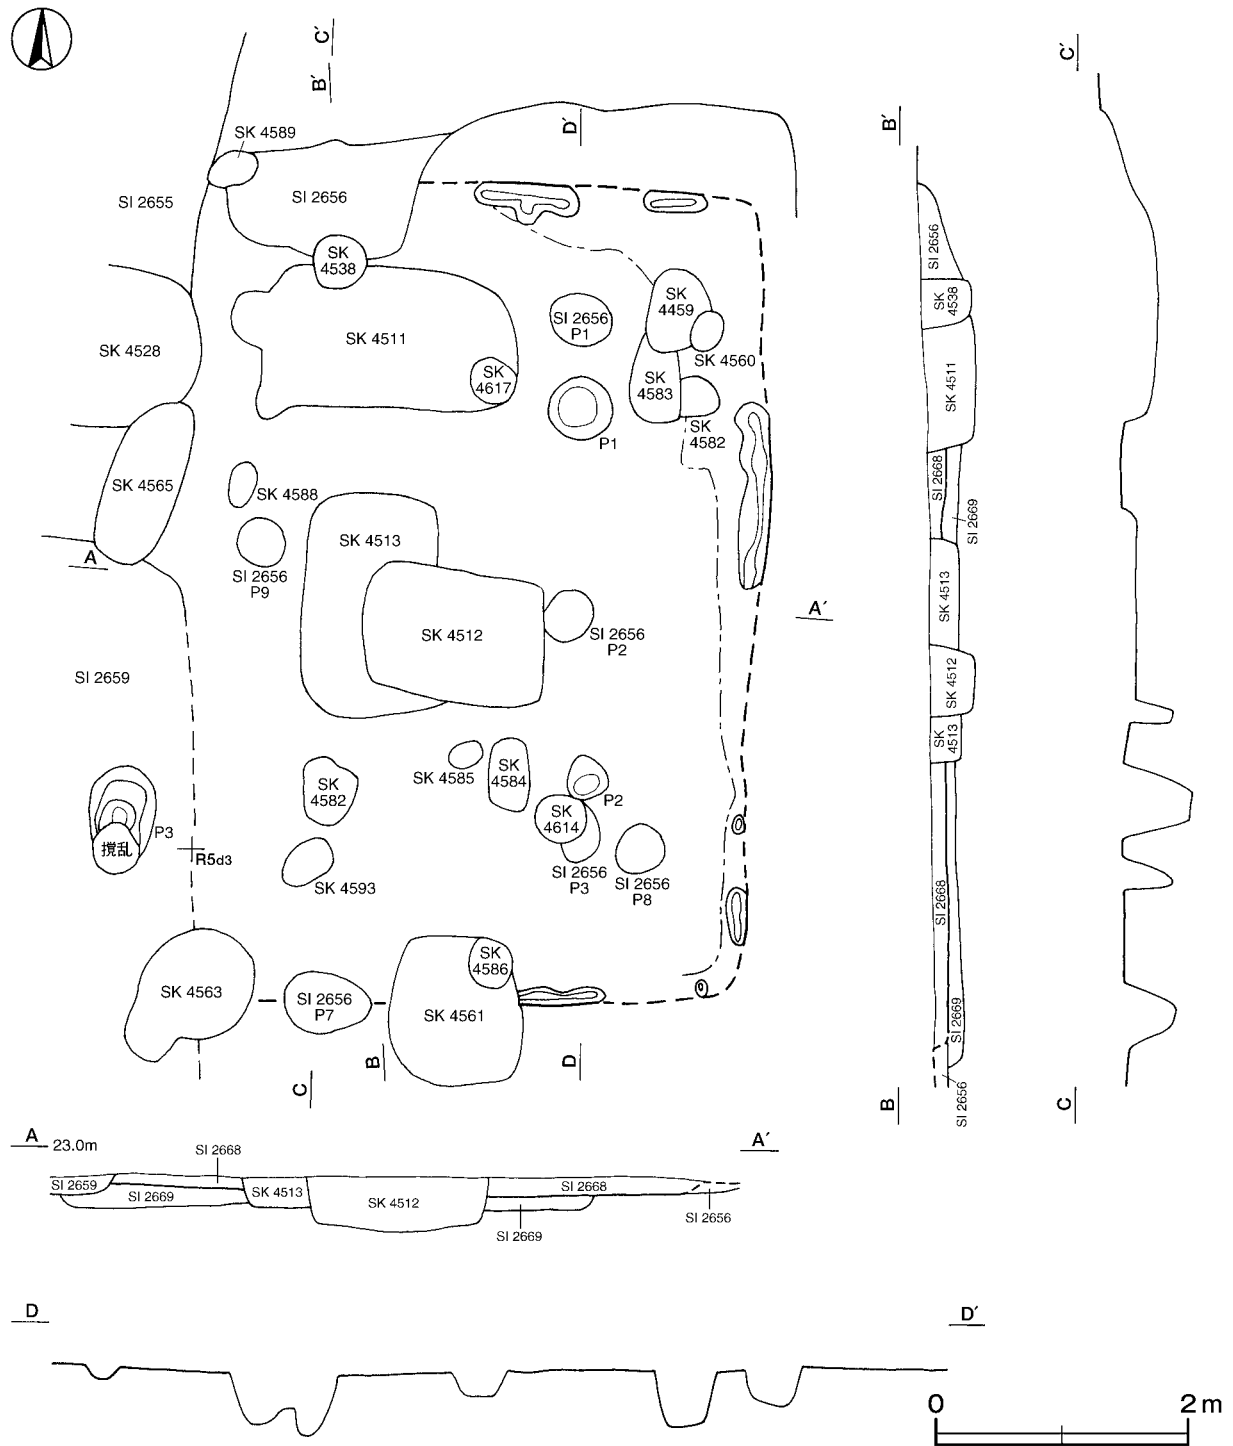 C′
B′
D′
SK 4589
SI 2655
SI 2656
SK
4538
SK 4528
SK 4511
SI 2656
P1
SK
4459
SK 4560
SK
4617
SK
4583
P1
SK
4582
SK 4565
SK 4588
SK 4513
A
SI 2656
P9
SK 4512
SI 2656
P2
A′
SI 2659
SK 4585
SK
4584
SK
4582
P2
SK
4614
P3
撹乱
R5d3
SK 4593
SI 2656
P3
SI 2656
P8
SK 4563
SI 2656
P7
SK
4586
SK 4561
B
C
D
B′
SI 2656
SK
4538
SK 4511
SI 2668
SI 2669
SK 4513
SK 4512
SK
4513
SI 2668
SI 2669
SI 2656
B
C′
C
A
23.0m
A′
SI 2668
SI 2659
SI 2669
SK 4513
SK 4512
SI 2668
SI 2669
SI 2656
D
D′
0
2 m